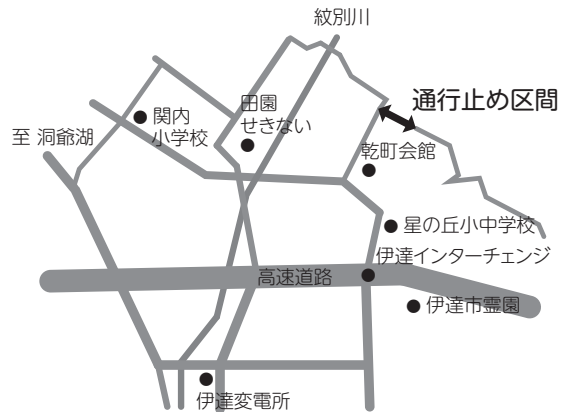 紋別川
通行止め区間
田園
せきない
関内
小学校
至 洞爺湖
乾町会館
星の丘小中学校
伊達インターチェンジ
高速道路
伊達市霊園
伊達変電所